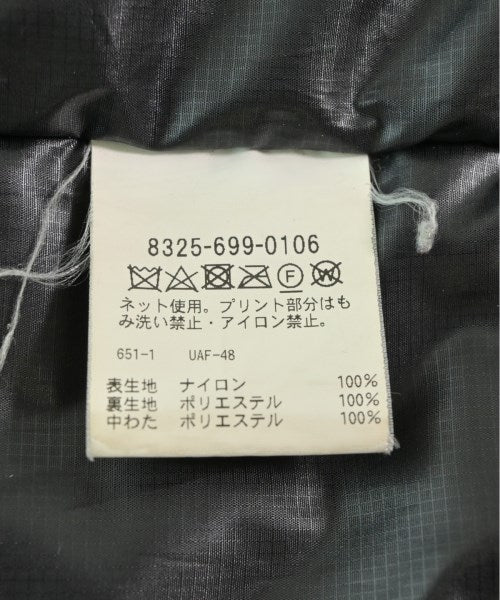 8325-699-0106
F W
ネット使用。プリント部分はも
み洗い禁止・アイロン禁止。
651-1 UAF-48
表生地 ナイロン 100%
裏生地 ポリエステル 100%
中わた ポリエステル 100%